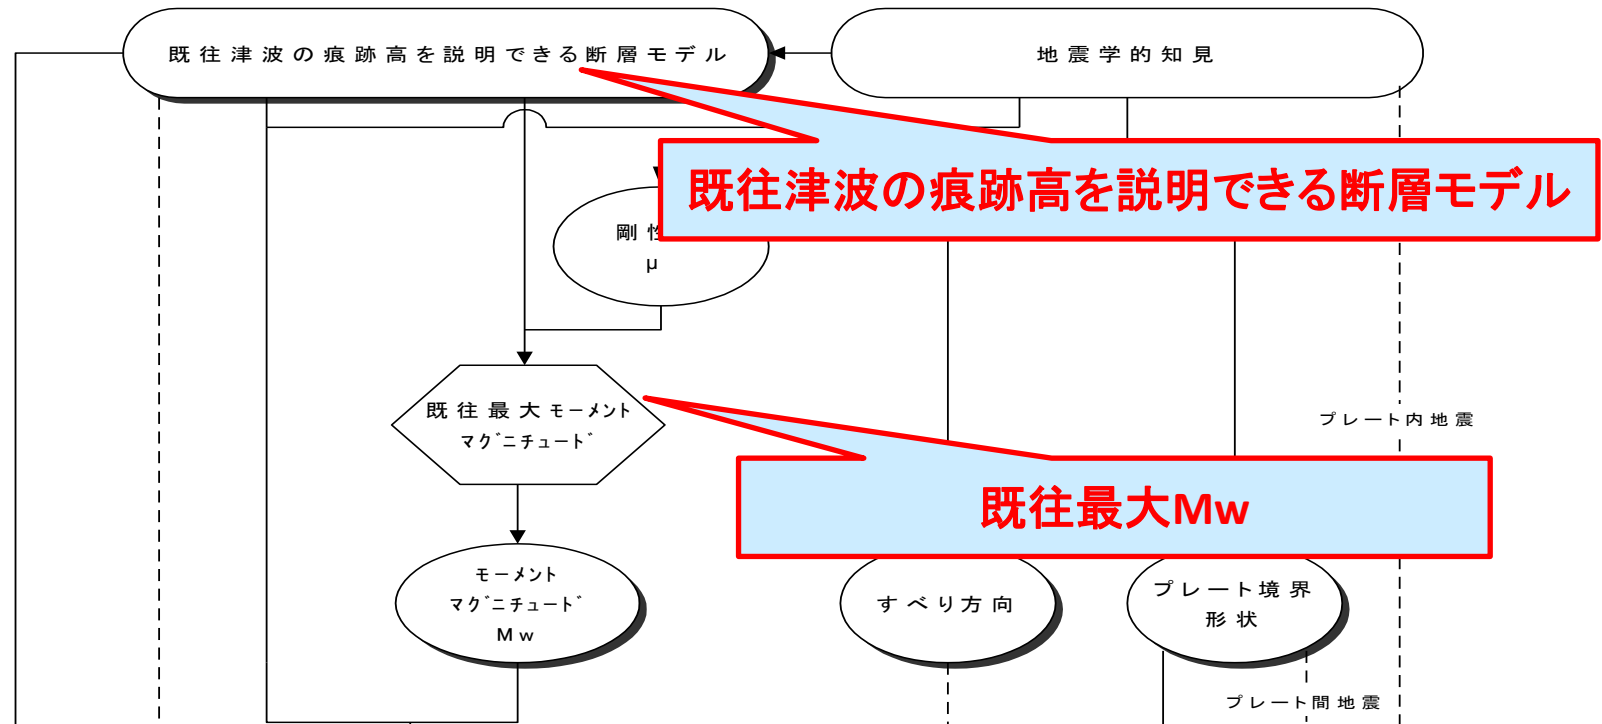 既往津波の痕跡高を説明できる断層モデル
地震学的知見
既往津波の痕跡高を説明できる断層モデル
剛性
μ
既往最大モーメント
マグニチュード
プレート内地震
既往最大Mw
モーメント
マグニチュード
Mw
すべり方向
プレート境界
形状
プレート間地震